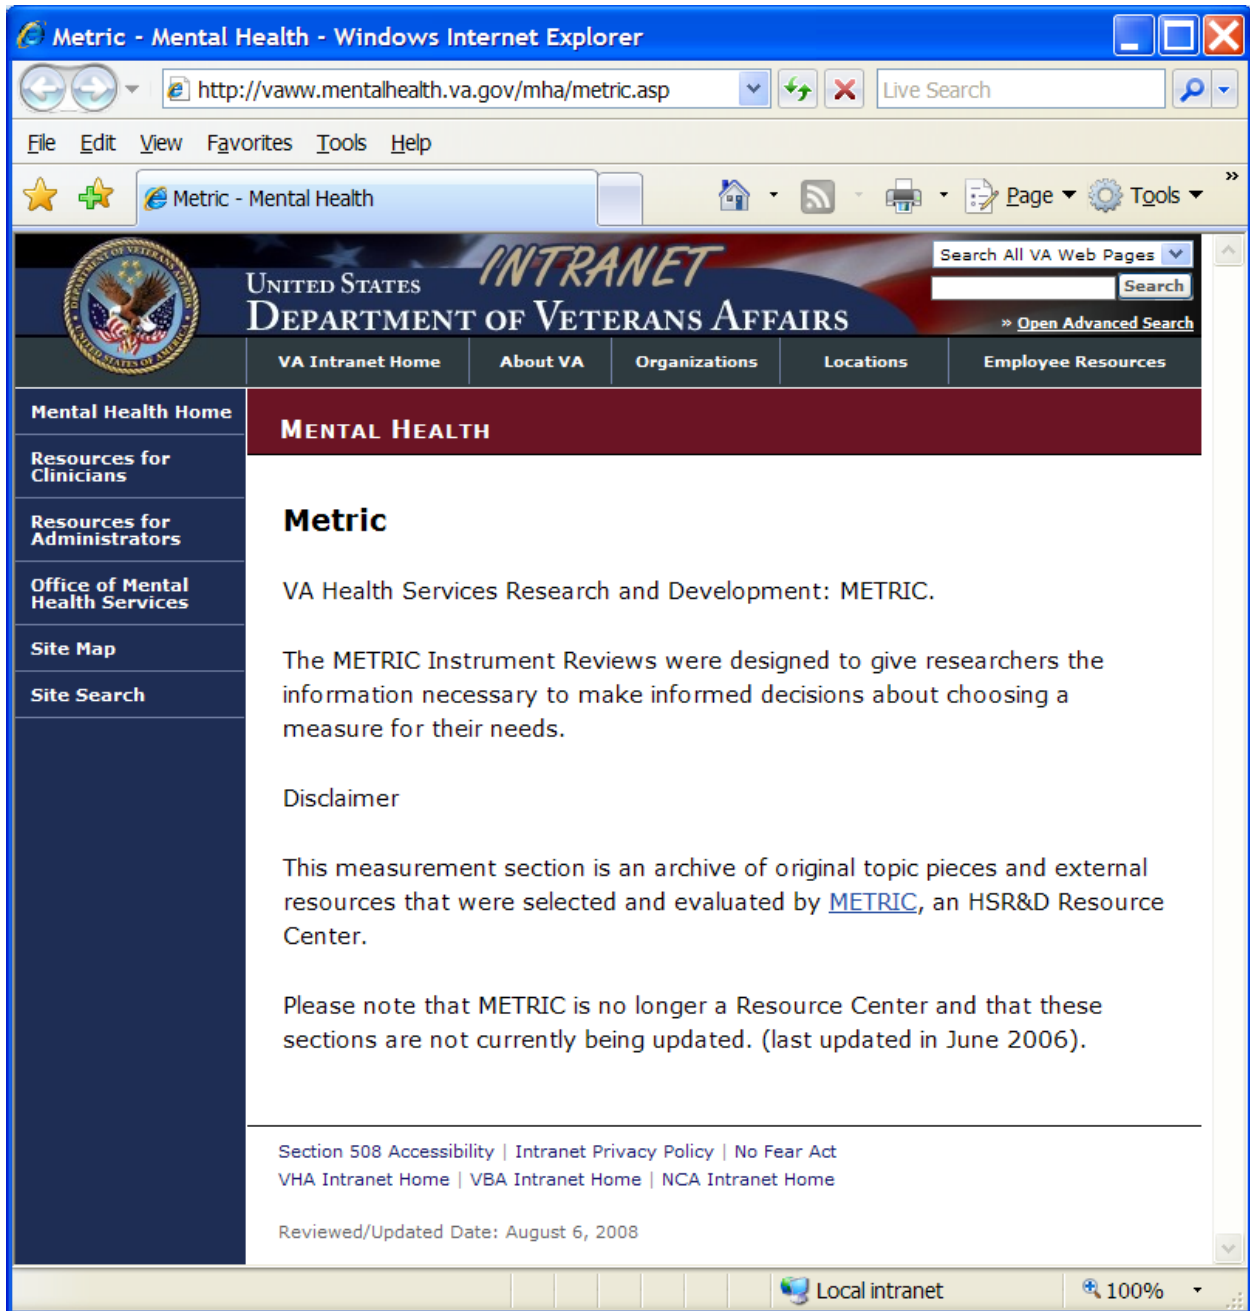 Metric - Mental Health - Windows Internet Explorer
http://vaww.mentalhealth.va.gov/mha/metric.asp
Live Search
File Edit View Favorites Tools Help
Metric - Mental Health
Page Tools »
INTRANET
UNITED STATES
DEPARTMENT OF VETERANS AFFAIRS
Search All VA Web Pages
Search
» Open Advanced Search
VA Intranet Home About VA Organizations Locations Employee Resources
Mental Health Home
Resources for
Clinicians
Resources for
Administrators
Office of Mental
Health Services
Site Map
Site Search
MENTAL HEALTH
Metric
VA Health Services Research and Development: METRIC.
The METRIC Instrument Reviews were designed to give researchers the
information necessary to make informed decisions about choosing a
measure for their needs.
Disclaimer
This measurement section is an archive of original topic pieces and external
resources that were selected and evaluated by METRIC, an HSR&D Resource
Center.
Please note that METRIC is no longer a Resource Center and that these
sections are not currently being updated. (last updated in June 2006).
Section 508 Accessibility | Intranet Privacy Policy | No Fear Act
VHA Intranet Home | VBA Intranet Home | NCA Intranet Home
Reviewed/Updated Date: August 6, 2008
Local intranet 100%